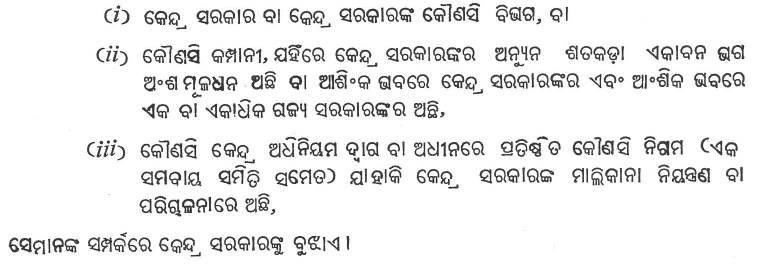 (i) କେନ୍ଦ୍ର ସରକାର ବା କେନ୍ଦ୍ର ସରକାରଙ୍କ କୌଣସି ବିଭାଗ, ବା
(ii) କୌଣସି କମ୍ପାନୀ, ଯହିଁରେ କେନ୍ଦ୍ର ସରକାରଙ୍କର ଅନ୍ୟୁନ ଶତକଡ଼ା ଏକାବନ ଭାଗ
ଅଂଶ ମୂଳଧନ ଅଛି ବା ଆଶିଂକ ଭାବରେ କେନ୍ଦ୍ର ସରକାରଙ୍କର ଏବଂ ଆଂଶିକ ଭାବରେ
ଏକ ବା ଏକାଧିକ ରାଜ୍ୟ ସରକାରଙ୍କର ଅଛି,
(iii) କୌଣସି କେନ୍ଦ୍ର ଅଧିନିୟମ ଦ୍ୱାରା ବା ଅଧୀନରେ ପ୍ରତିଷ୍ଠିତ କୌଣସି ନିଗମ (ଏକ
ସମବାୟ ସମିତି ସମେତ) ଯାହାକି କେନ୍ଦ୍ର ସରକାରଙ୍କ ମାଲିକାନା ନିୟନ୍ତ୍ରଣ ବା
ପରିଚାଳନାରେ ଅଛି,
ସେମାନଙ୍କ ସମ୍ପର୍କରେ କେନ୍ଦ୍ର ସରକାରଙ୍କୁ ବୁଝାଏ।